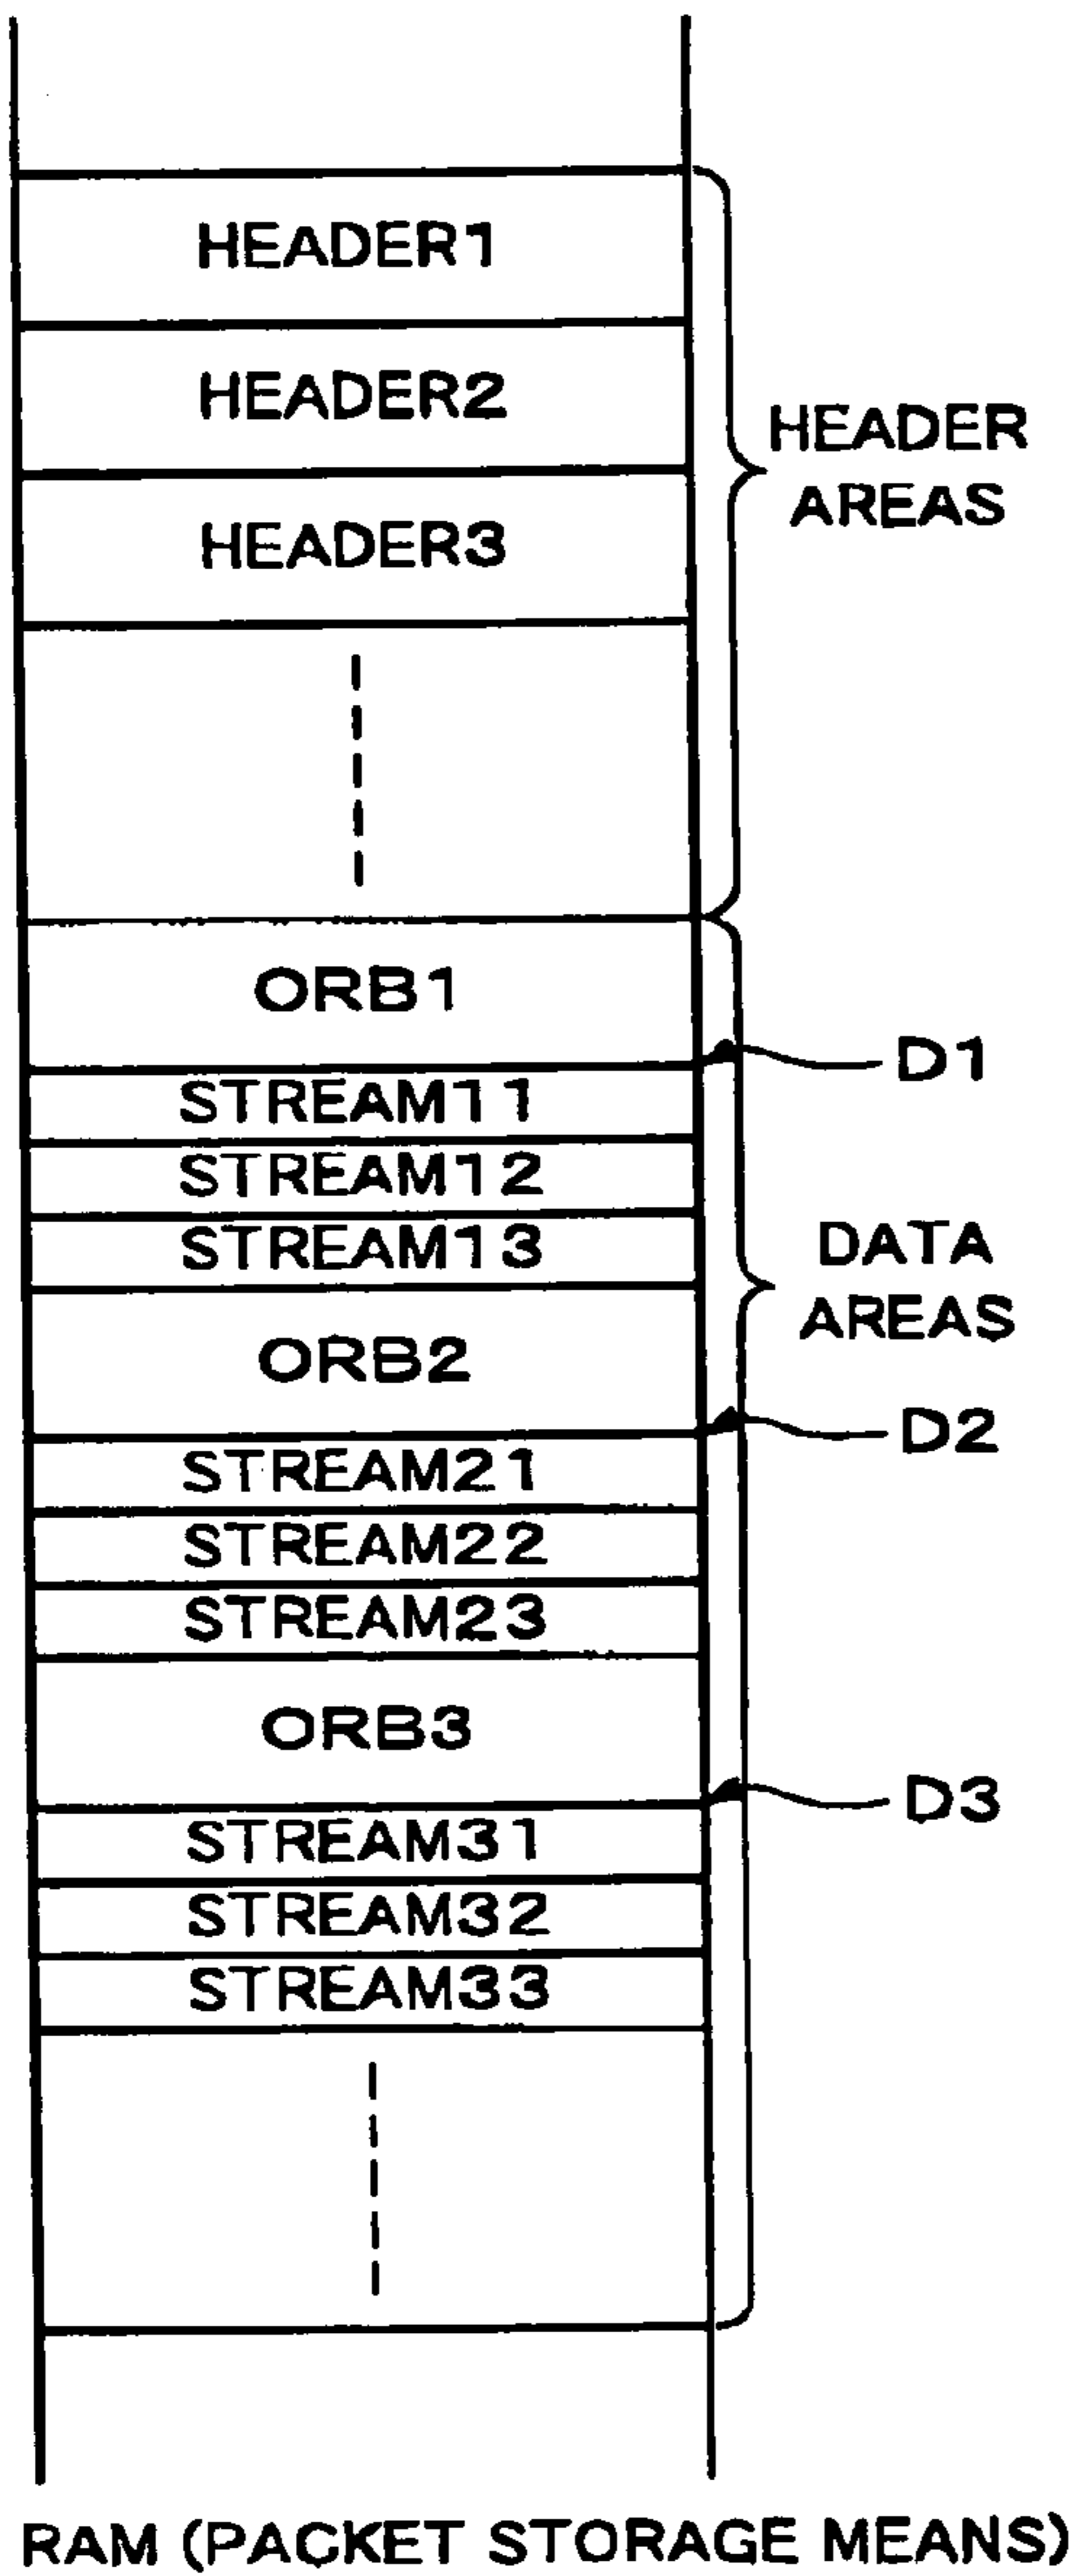 HEADER1
HEADER2
HEADER
AREAS
HEADER3
ORB1
D1
STREAM11
STREAM12
STREAM13
DATA
AREAS
ORB2
D2
STREAM21
STREAM22
STREAM23
ORB3
D3
STREAM31
STREAM32
STREAM33
RAM (PACKET STORAGE MEANS)